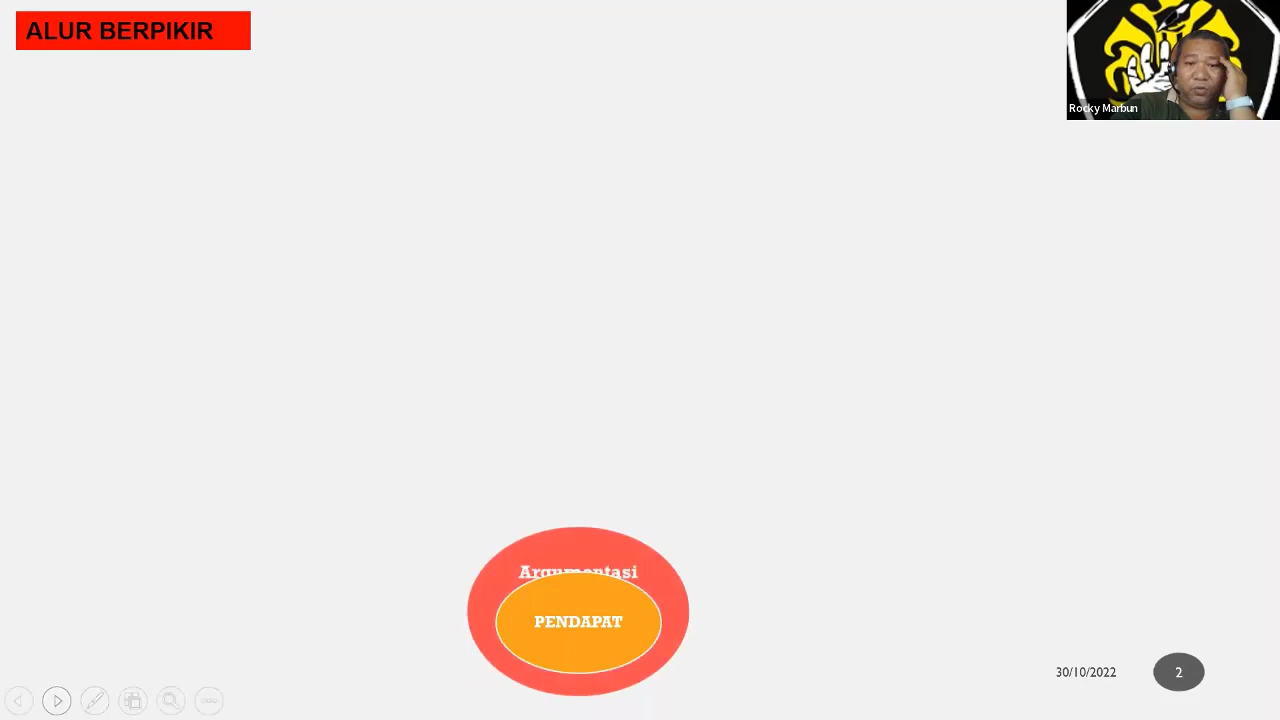 ALUR BERPIKIR
Rocky Marbun
Argumentasi
PENDAPAT
30/10/2022
2